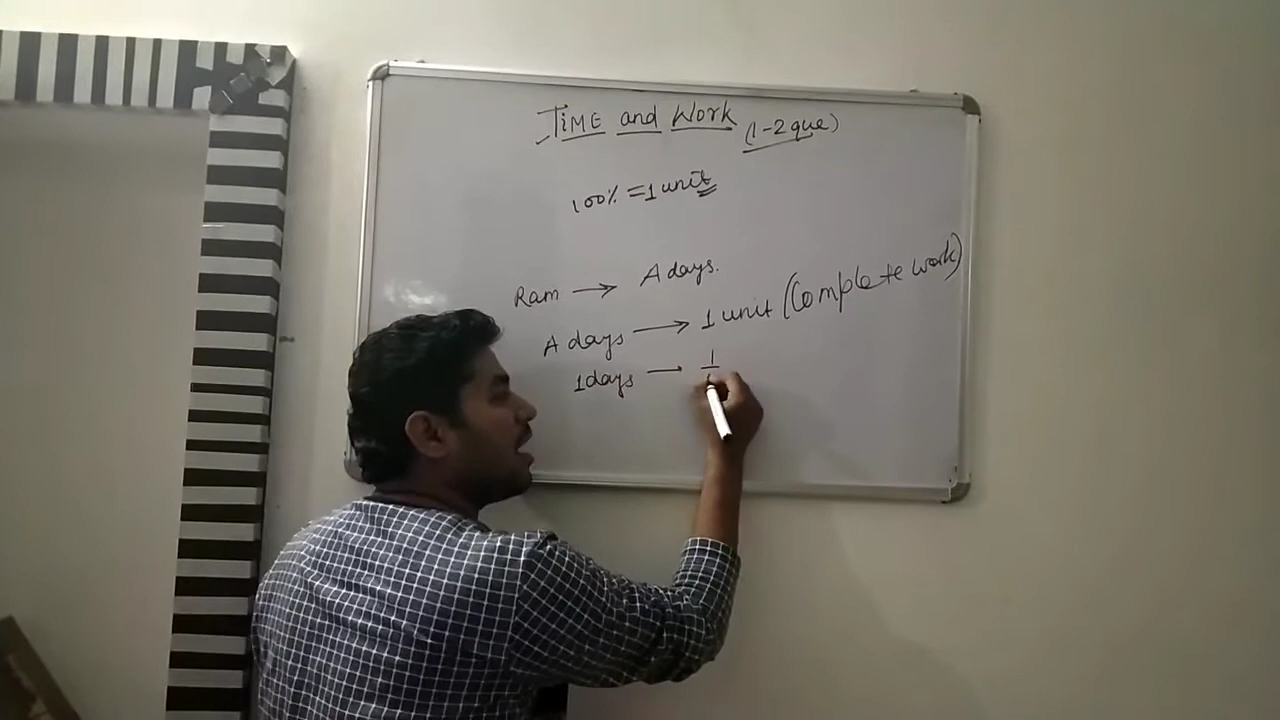 TIME and Work (1-2 que)
100% = 1 unit
Ram → A days.
A days → 1 unit (Complete work)
1 days — 1